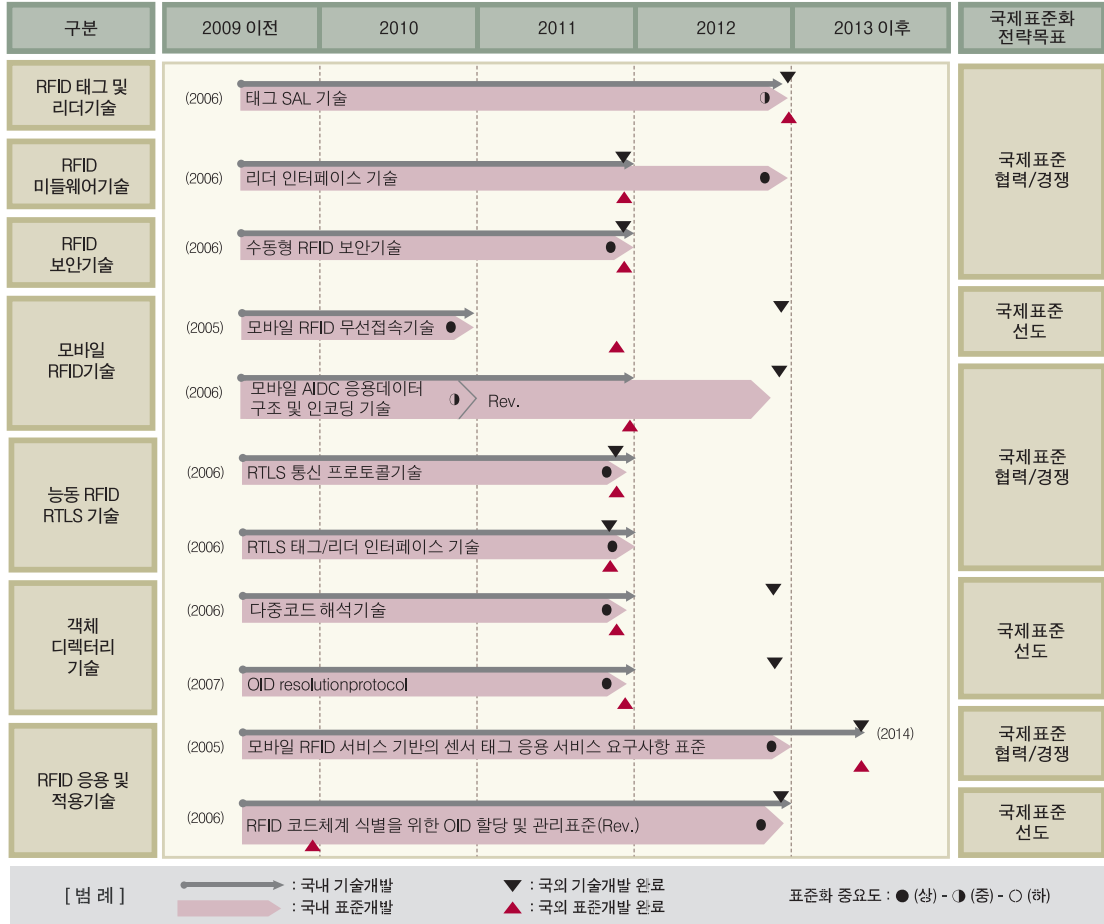 구분
2009 이전
2010
2011
2012
2013 이후
국제표준화
전략목표
RFID 태그 및
리더기술
(2006)
태그 SAL 기술
국제표준
협력/경쟁
RFID
미들웨어기술
(2006)
리더 인터페이스 기술
RFID
보안기술
(2006)
수동형 RFID 보안기술
모바일
RFID기술
(2005)
모바일 RFID 무선접속기술
국제표준
선도
(2006)
모바일 AIDC 응용데이터
구조 및 인코딩 기술
Rev.
국제표준
협력/경쟁
능동 RFID
RTLS 기술
(2006)
RTLS 통신 프로토콜기술
(2006)
RTLS 태그/리더 인터페이스 기술
객체
디렉터리
기술
(2006)
다중코드 해석기술
국제표준
선도
(2007)
OID resolutionprotocol
RFID 응용 및
적용기술
(2005)
모바일 RFID 서비스 기반의 센서 태그 응용 서비스 요구사항 표준
(2014)
국제표준
협력/경쟁
(2006)
RFID 코드체계 식별을 위한 OID 할당 및 관리표준(Rev.)
국제표준
선도
[ 범 례 ]
: 국내 기술개발
: 국외 기술개발 완료
표준화 중요도 : ● (상) - ◑ (중) - ○ (하)
: 국내 표준개발
: 국외 표준개발 완료